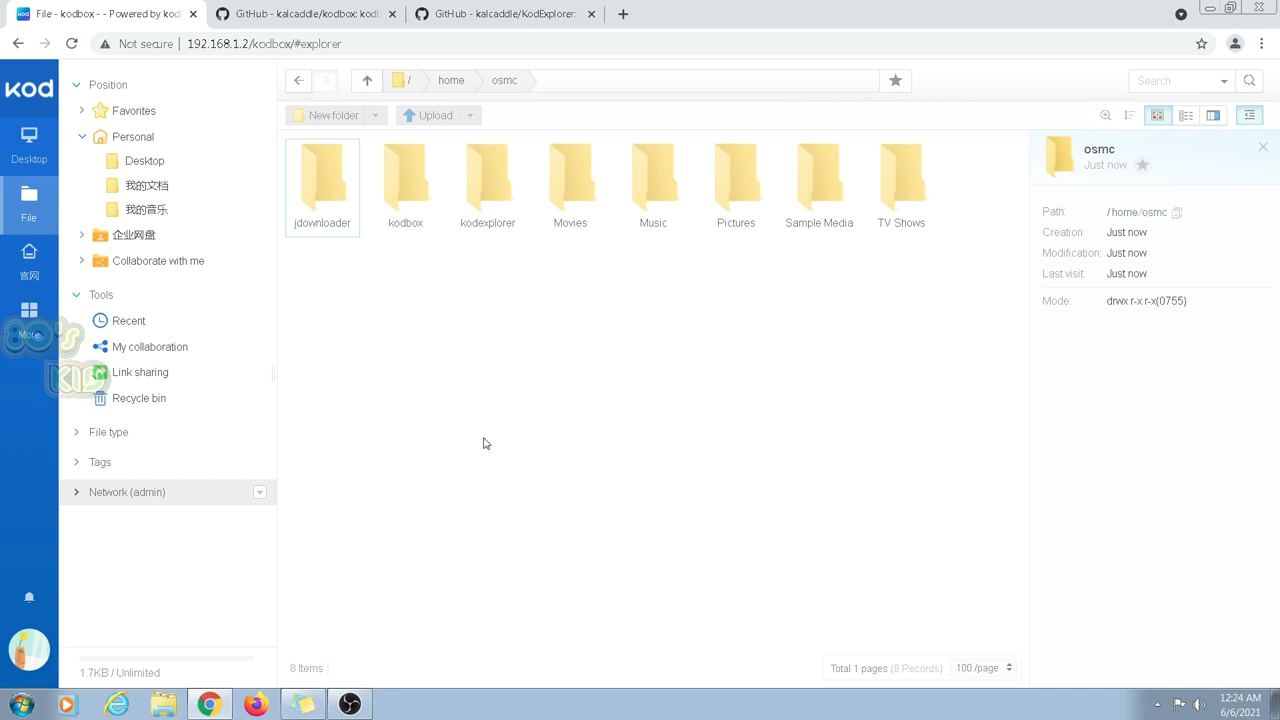 File - kodbox - - Powered by kodb
GitHub - kalcaddle/kodbox: kodb
Github - kalcaddle/KodExplorer:
Not secure 192.168.1.2/kodbox/#explorer
kod
Desktop
File
官网
More
80's
KID
Position
Favorites
Personal
Desktop
我的文档
我的音乐
企业网盘
Collaborate with me
Tools
Recent
My collaboration
Link sharing
Recycle bin
File type
Tags
Network (admin)
1.7KB / Unlimited
/ home osmc
Search
New folder
Upload
jdownloader
kodbox
kodexplorer
Movies
Music
Pictures
Sample Media
TV Shows
8 Items
Total 1 pages (8 Records)
100 /page
osmc
Just now
Path: /home/osmc
Creation: Just now
Modification: Just now
Last visit: Just now
Mode: drwx r-x r-x(0755)
12:24 AM
6/6/2021